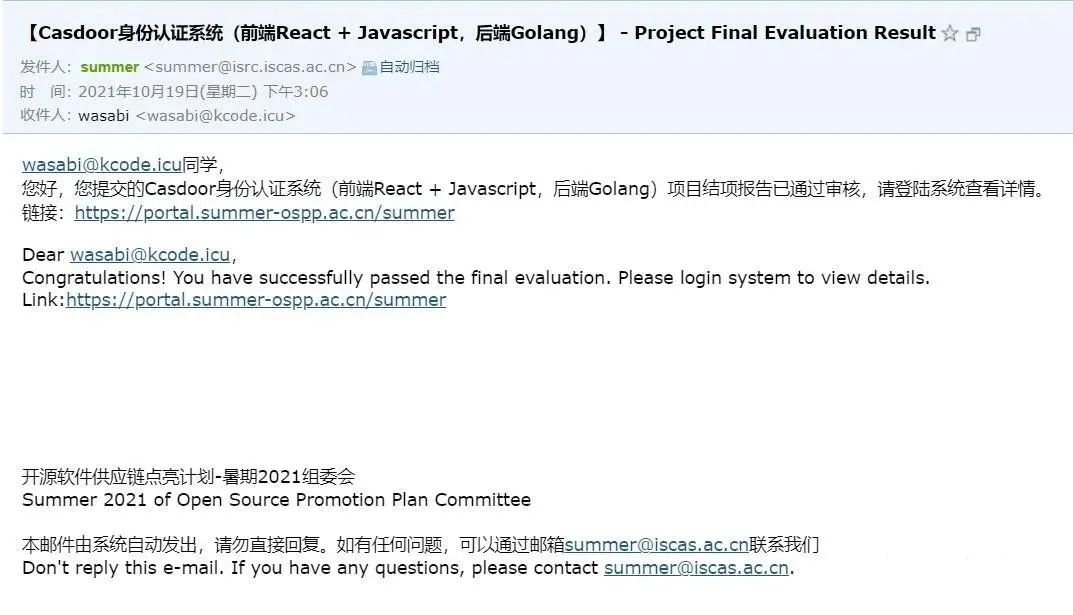 【Casdoor身份认证系统（前端React + Javascript，后端Golang）】 - Project Final Evaluation Result
发件人：summer <summer@isrc.iscas.ac.cn> 自动归档
时 间：2021年10月19日(星期二) 下午3:06
收件人：wasabi <wasabi@kcode.icu>
wasabi@kcode.icu同学，
您好，您提交的Casdoor身份认证系统（前端React + Javascript，后端Golang）项目结项报告已通过审核，请登陆系统查看详情。
链接：https://portal.summer-ospp.ac.cn/summer
Dear wasabi@kcode.icu,
Congratulations! You have successfully passed the final evaluation. Please login system to view details.
Link:https://portal.summer-ospp.ac.cn/summer
开源软件供应链点亮计划-暑期2021组委会
Summer 2021 of Open Source Promotion Plan Committee
本邮件由系统自动发出，请勿直接回复。如有任何问题，可以通过邮箱summer@iscas.ac.cn联系我们
Don't reply this e-mail. If you have any questions, please contact summer@iscas.ac.cn.